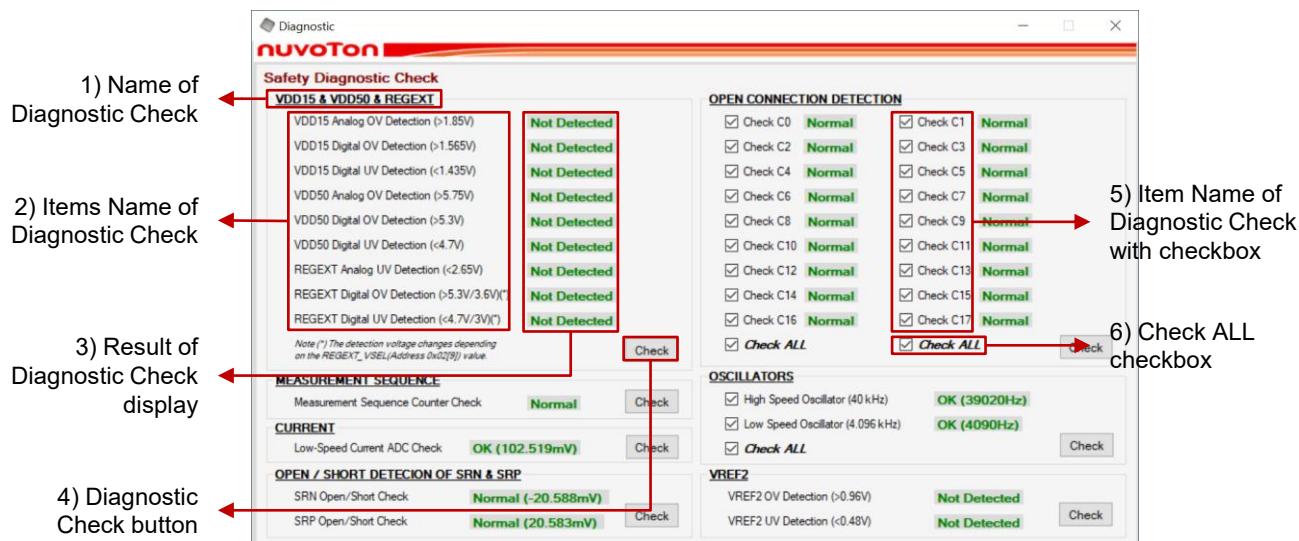 Diagnostic
nuvoTon
Safety Diagnostic Check
1) Name of
Diagnostic Check
VDD15 & VDD50 & REGEXT
VDD15 Analog OV Detection (>1.85V) Not Detected
VDD15 Digital OV Detection (>1.565V) Not Detected
VDD15 Digital UV Detection (<1.435V) Not Detected
VDD50 Analog OV Detection (>5.75V) Not Detected
VDD50 Digital OV Detection (>5.3V) Not Detected
VDD50 Digital UV Detection (<4.7V) Not Detected
REGEXT Analog UV Detection (<2.65V) Not Detected
REGEXT Digital OV Detection (>5.3V/3.6V)(*) Not Detected
REGEXT Digital UV Detection (<4.7V/3V)(*) Not Detected
Note (*) The detection voltage changes depending
on the REGEXT_VSEL(Address 0x02[9]) value.
Check
2) Items Name of
Diagnostic Check
3) Result of
Diagnostic Check
display
MEASUREMENT SEQUENCE
Measurement Sequence Counter Check Normal Check
CURRENT
Low-Speed Current ADC Check OK (102.519mV) Check
OPEN / SHORT DETECION OF SRN & SRP
SRN Open/Short Check Normal (-20.588mV)
SRP Open/Short Check Normal (20.583mV) Check
4) Diagnostic
Check button
OPEN CONNECTION DETECTION
Check C0 Normal Check C1 Normal
Check C2 Normal Check C3 Normal
Check C4 Normal Check C5 Normal
Check C6 Normal Check C7 Normal
Check C8 Normal Check C9 Normal
Check C10 Normal Check C11 Normal
Check C12 Normal Check C13 Normal
Check C14 Normal Check C15 Normal
Check C16 Normal Check C17 Normal
Check ALL Check ALL Check
5) Item Name of
Diagnostic Check
with checkbox
6) Check ALL
checkbox
OSCILLATORS
High Speed Oscillator (40 kHz) OK (39020Hz)
Low Speed Oscillator (4.096 kHz) OK (4090Hz)
Check ALL Check
VREF2
VREF2 OV Detection (>0.96V) Not Detected
VREF2 UV Detection (<0.48V) Not Detected
Check